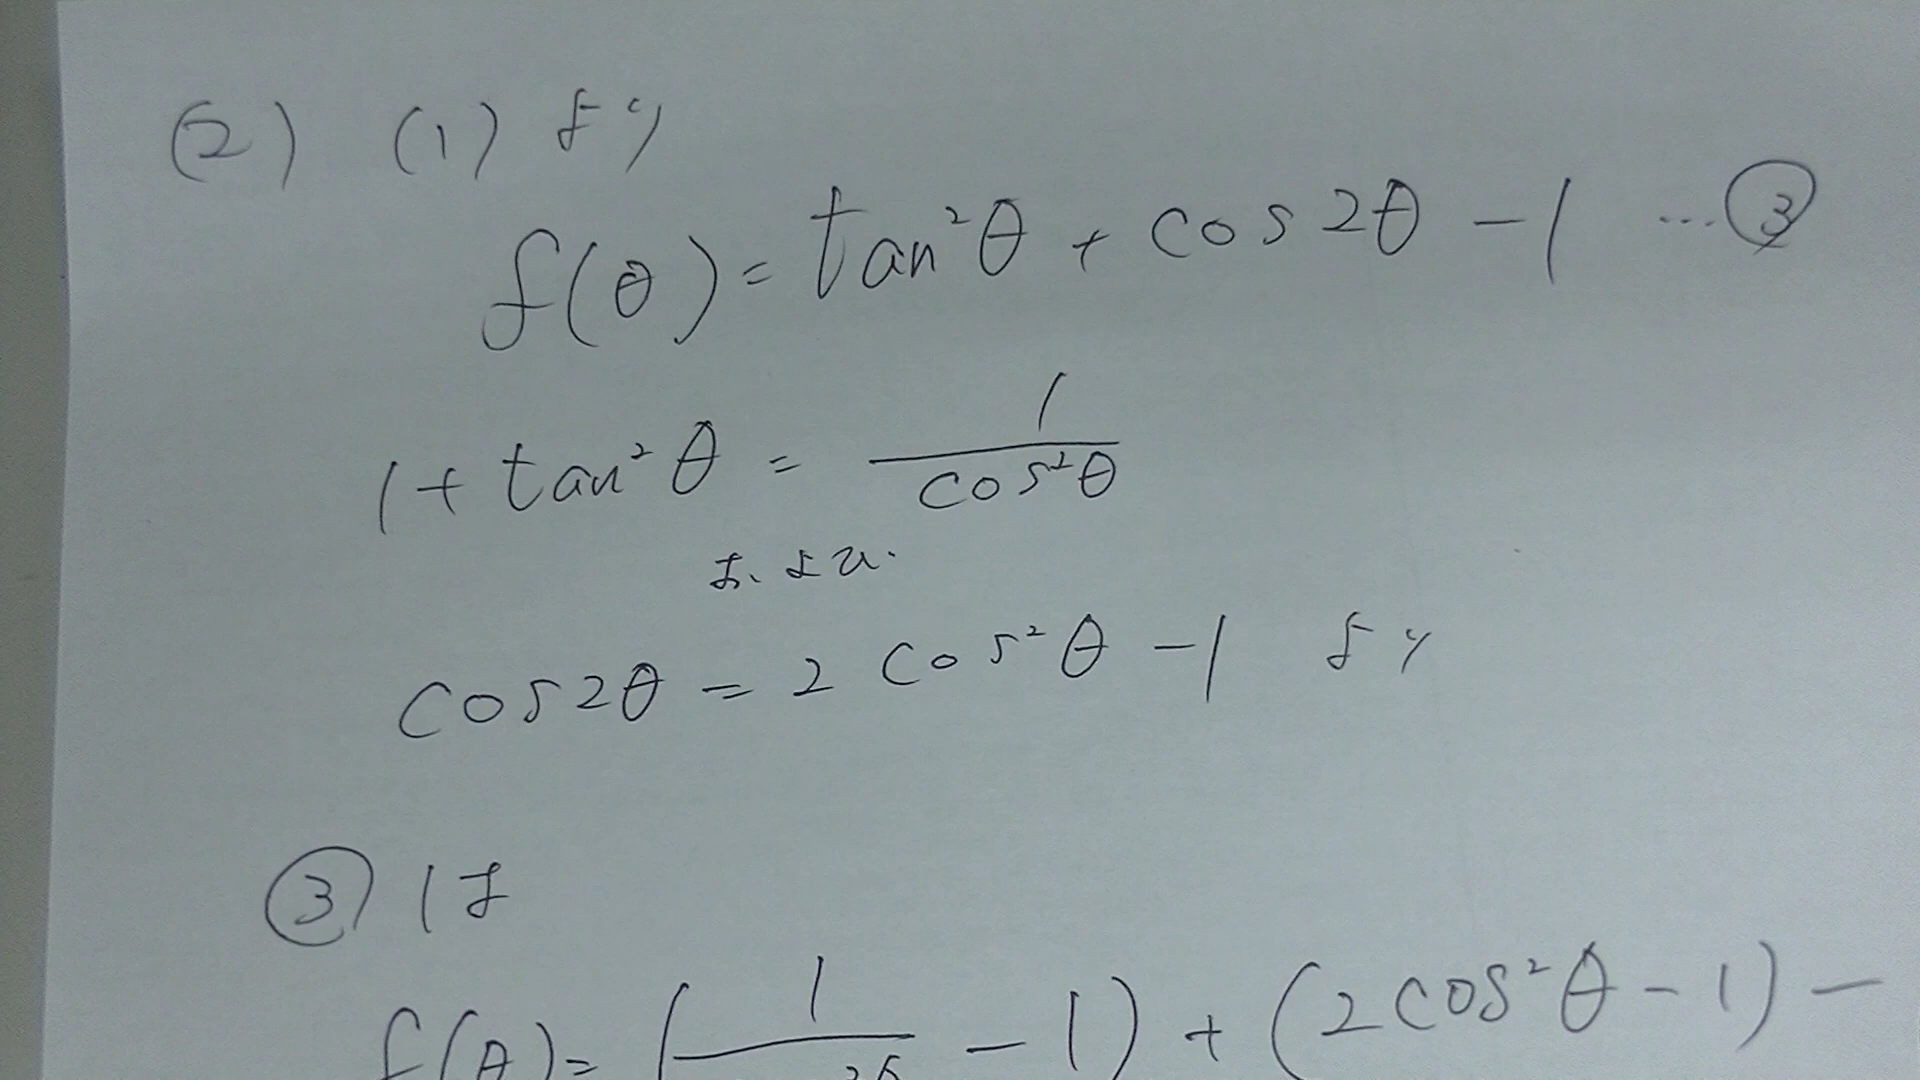 (2) (1) より
f(θ) = tan²θ + cos2θ − 1 … ③
1 + tan²θ = 1/cos²θ
および
cos2θ = 2cos²θ − 1 より
③は
f(θ) = (1/ − 1) + (2cos²θ − 1) −